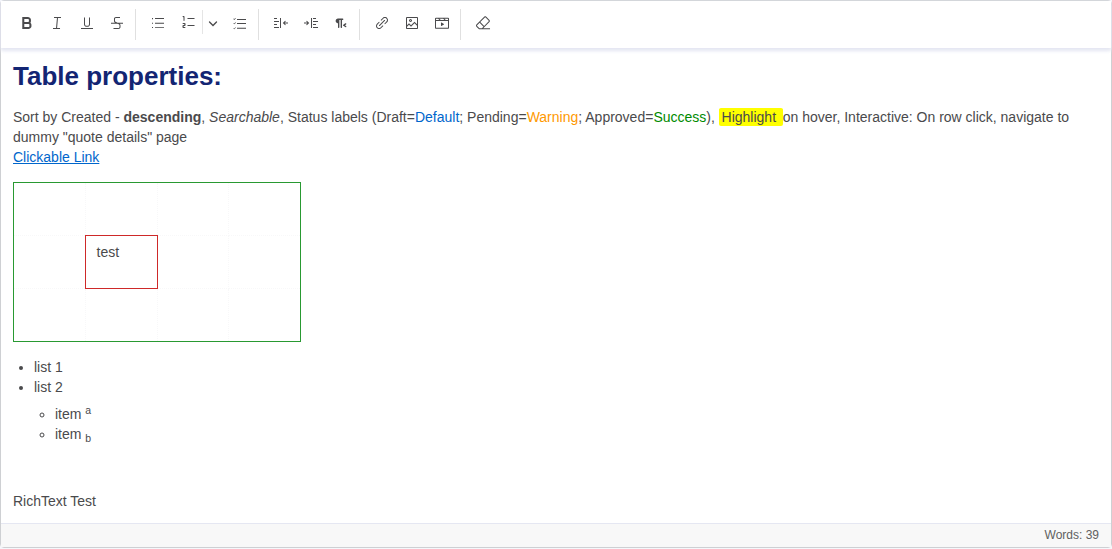 Table properties:
Sort by Created - descending, Searchable, Status labels (Draft=Default; Pending=Warning; Approved=Success), Highlight on hover, Interactive: On row click, navigate to
dummy "quote details" page
Clickable Link
test
list 1
list 2
item a
item b
RichText Test
Words: 39